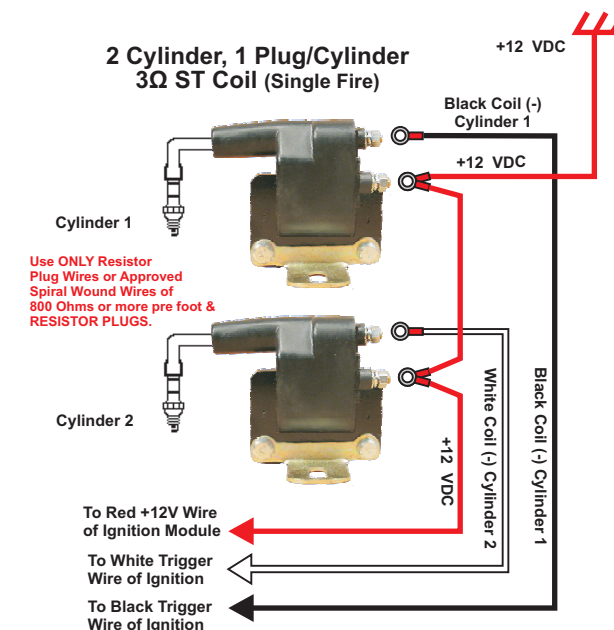 2 Cylinder, 1 Plug/Cylinder
3Ω ST Coil (Single Fire)
+12 VDC
Black Coil (-)
Cylinder 1
+12 VDC
Cylinder 1
Use ONLY Resistor
Plug Wires or Approved
Spiral Wound Wires of
800 Ohms or more pre foot &
RESISTOR PLUGS.
Cylinder 2
+12 VDC
White Coil (-) Cylinder 2
Black Coil (-) Cylinder 1
To Red +12V Wire
of Ignition Module
To White Trigger
Wire of Ignition
To Black Trigger
Wire of Ignition